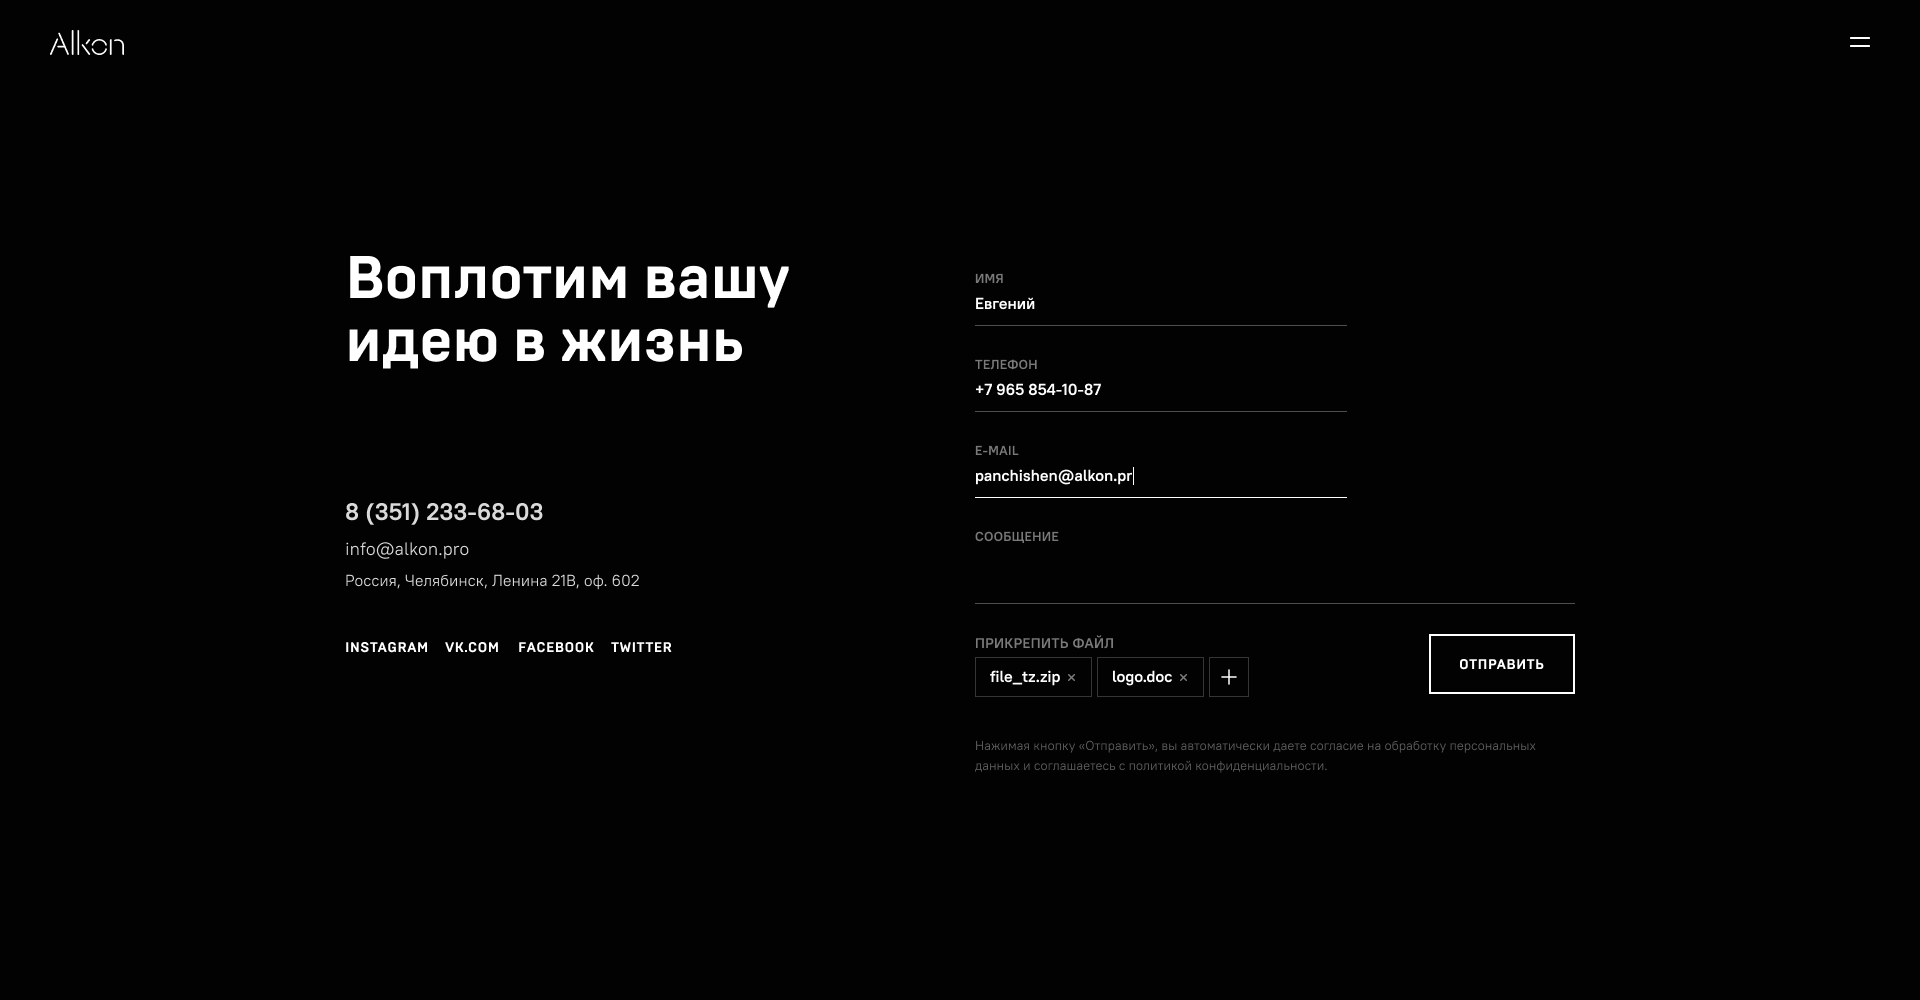 Alkon
Воплотим вашу
идею в жизнь
8 (351) 233-68-03
info@alkon.pro
Россия, Челябинск, Ленина 21В, оф. 602
INSTAGRAM VK.COM FACEBOOK TWITTER
ИМЯ
Евгений
ТЕЛЕФОН
+7 965 854-10-87
E-MAIL
panchishen@alkon.pr
СООБЩЕНИЕ
ПРИКРЕПИТЬ ФАЙЛ
file_tz.zip × logo.doc × +
ОТПРАВИТЬ
Нажимая кнопку «Отправить», вы автоматически даете согласие на обработку персональных
данных и соглашаетесь с политикой конфиденциальности.